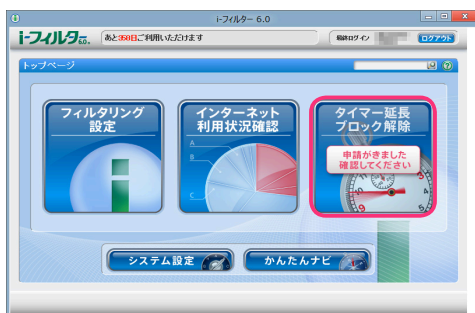 i-フィルター 6.0
i-フィルター6.0
あと358日ご利用いただけます
最終ログイン
ログアウト
トップページ
フィルタリング
設定
インターネット
利用状況確認
A
B
C
タイマー延長
ブロック解除
申請がきました
確認してください
システム設定
かんたんナビ